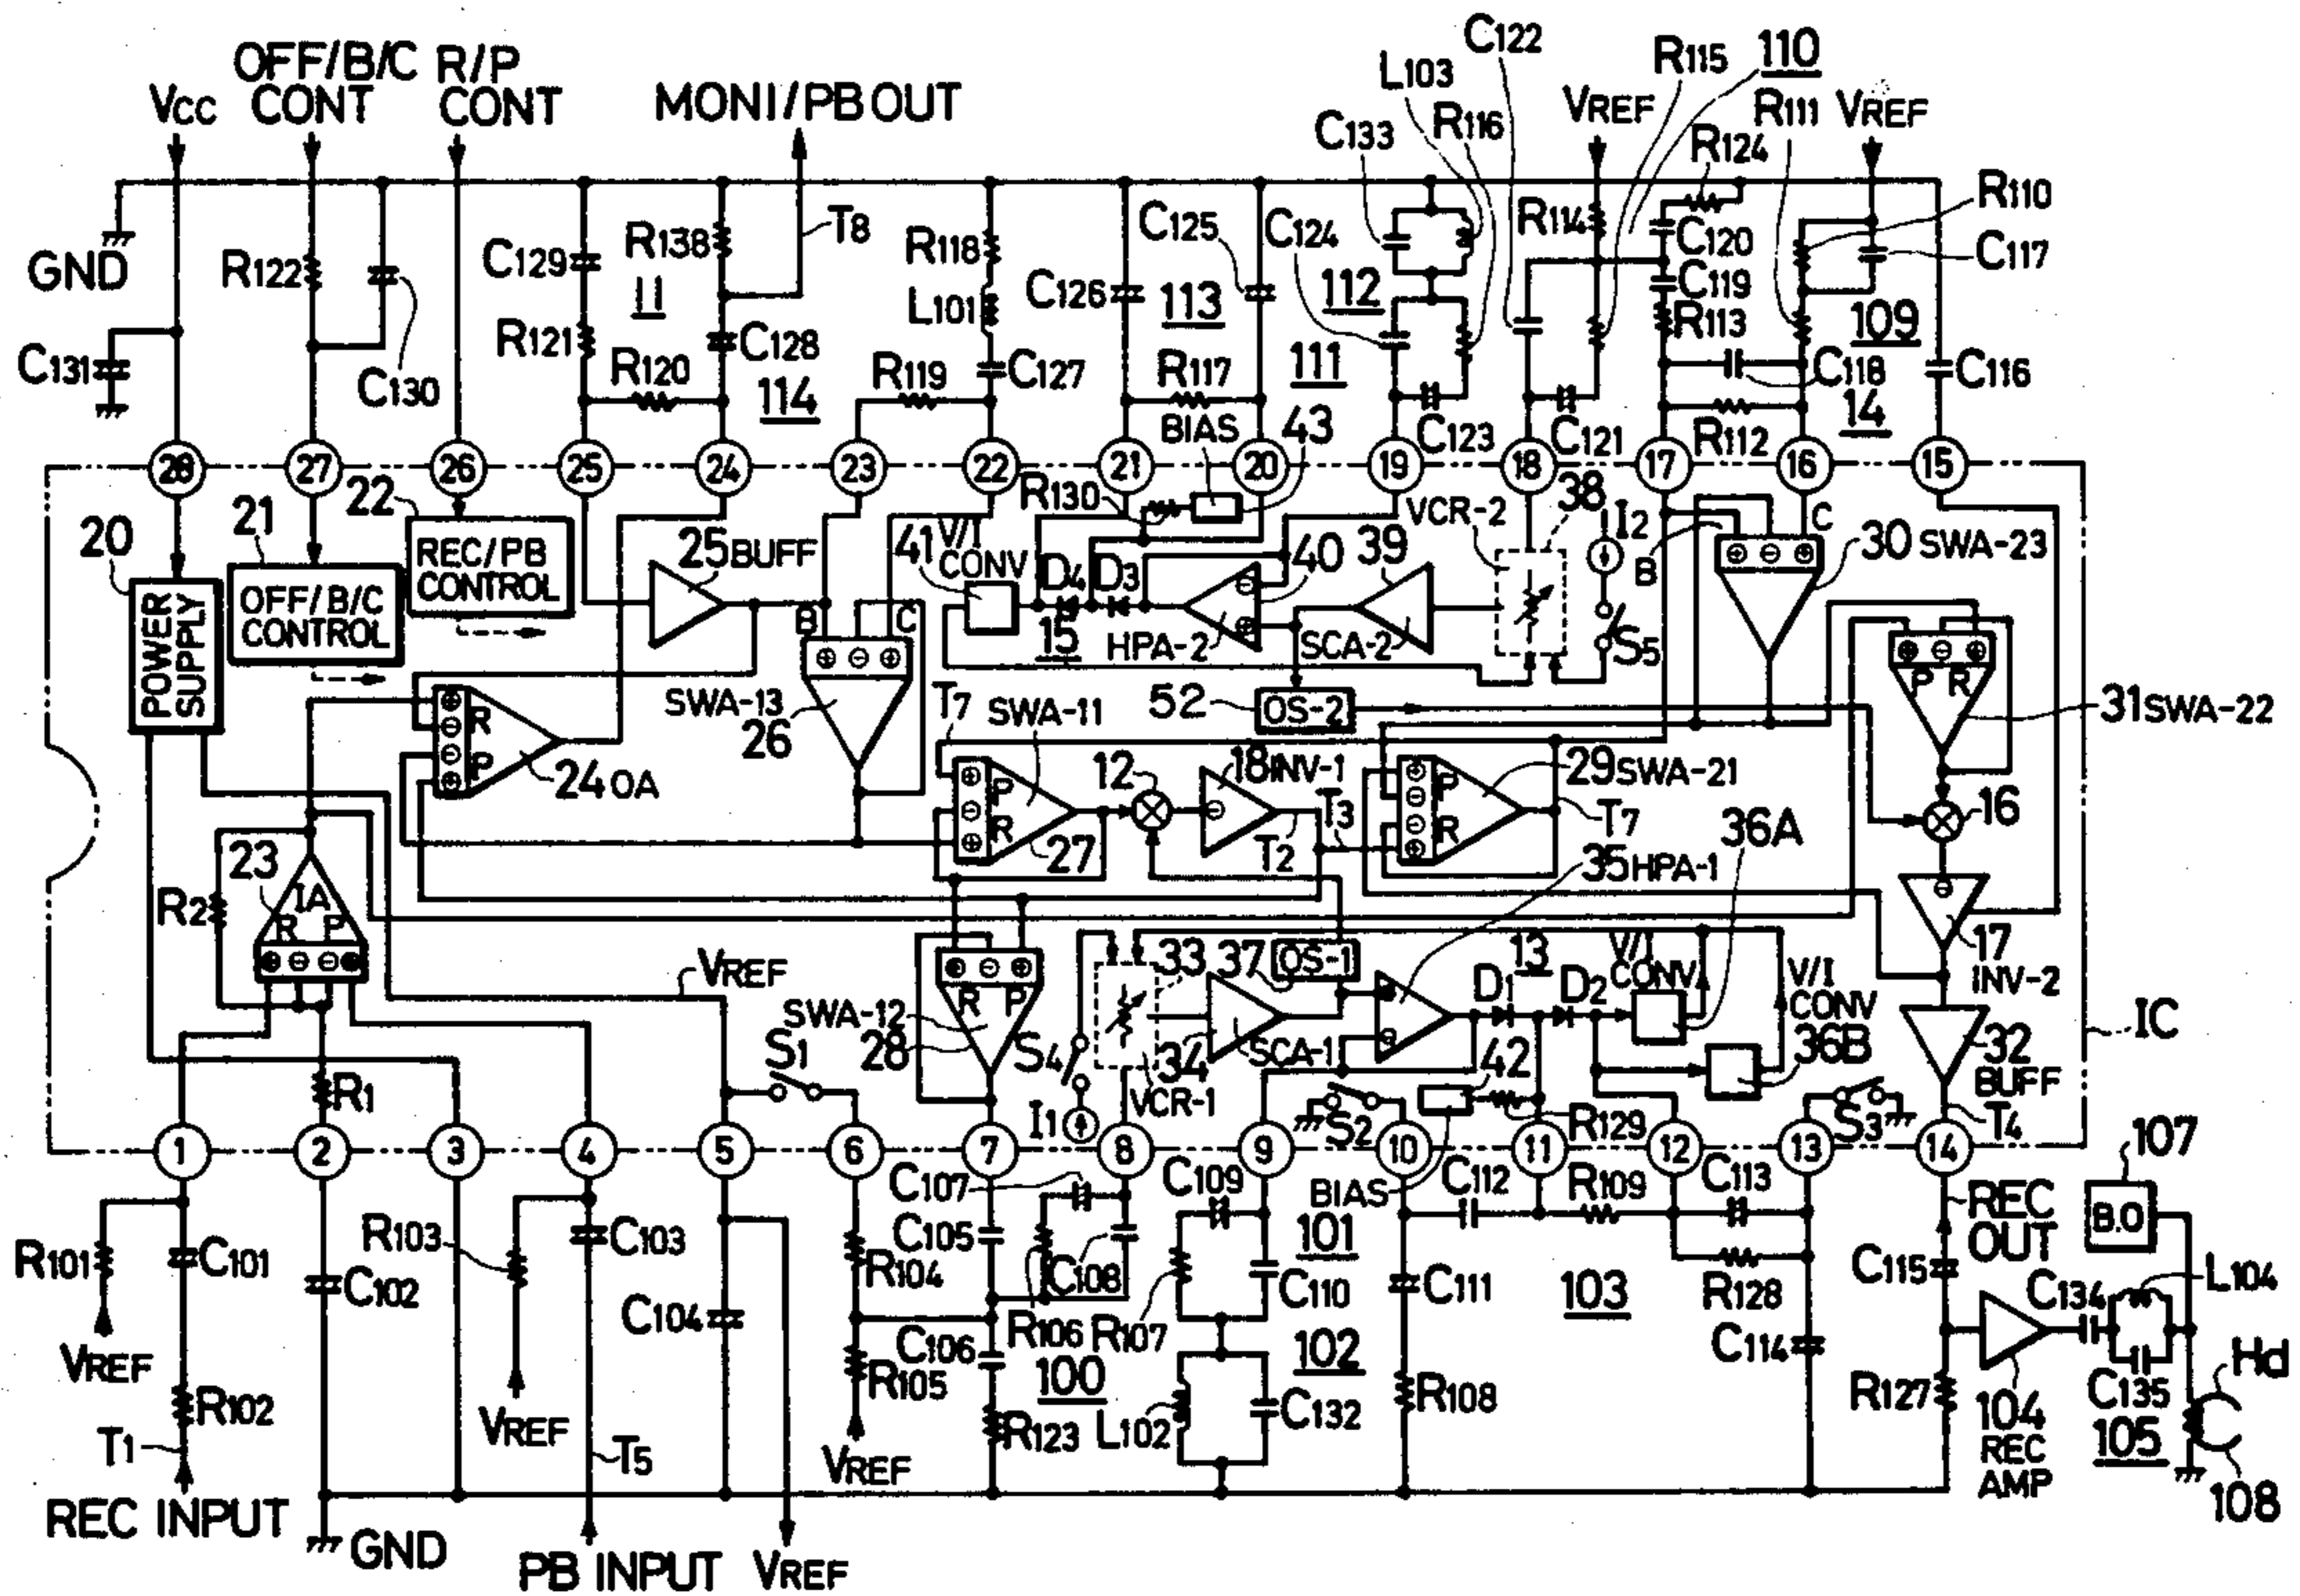 OFF/B/C R/P
VCC CONT CONT MONI/PB OUT
C122
L103
R115 110
C133 R116 VREF R111 VREF
R124
R110
GND
R122
C130
C131
C129
R138
11
R121
R120
C128
114
T8
R118
L101
C127
R119
C126
113
C125
R117
C124
112
111
C123
R114
C120
C119
R113
C121
C118
R112
14
109
C117
C116
28 27 26 25 24 23 22 21 20 19 18 17 16 15
20
POWER SUPPLY
21
OFF/B/C
CONTROL
22
REC/PB
CONTROL
25 BUFF
R
P
24 OA
B C
SWA-13
26
BIAS 43
R130
41 V/I
CONV
D4 D3
15
40
HPA-2
39
SCA-2
VCR-2
38
I2
S5
52
OS-2
B C
30 SWA-23
P R
31 SWA-22
T7 SWA-11
P
R
27
12
18 INV-1
T2
T3
P
R
29 SWA-21
T7
16
17
INV-2
36A
35 HPA-1
R2
23
IA
R P
VREF
R1
S1
SWA-12
28
R P
S4
33
VCR-1
I1
34
SCA-1
37
OS-1
D1 13 D2
V/I
CONV
V/I
CONV
36B
42
R129
BIAS
S2
S3
32
BUFF
T4
IC
1 2 3 4 5 6 7 8 9 10 11 12 13 14
R101
C101
VREF
R102
T1
REC INPUT
C102
GND
R103
C103
VREF
T5
PB INPUT
C104
VREF
R104
R105
VREF
C107
C105
C106
R123
C108
R106
100
R107
C109
101
C110
102
L102
C132
C111
R108
C112
R109
103
C113
R128
C114
REC
OUT
C115
R127
104
REC
AMP
107
B.O
C134
L104
C135
105
Hd
108